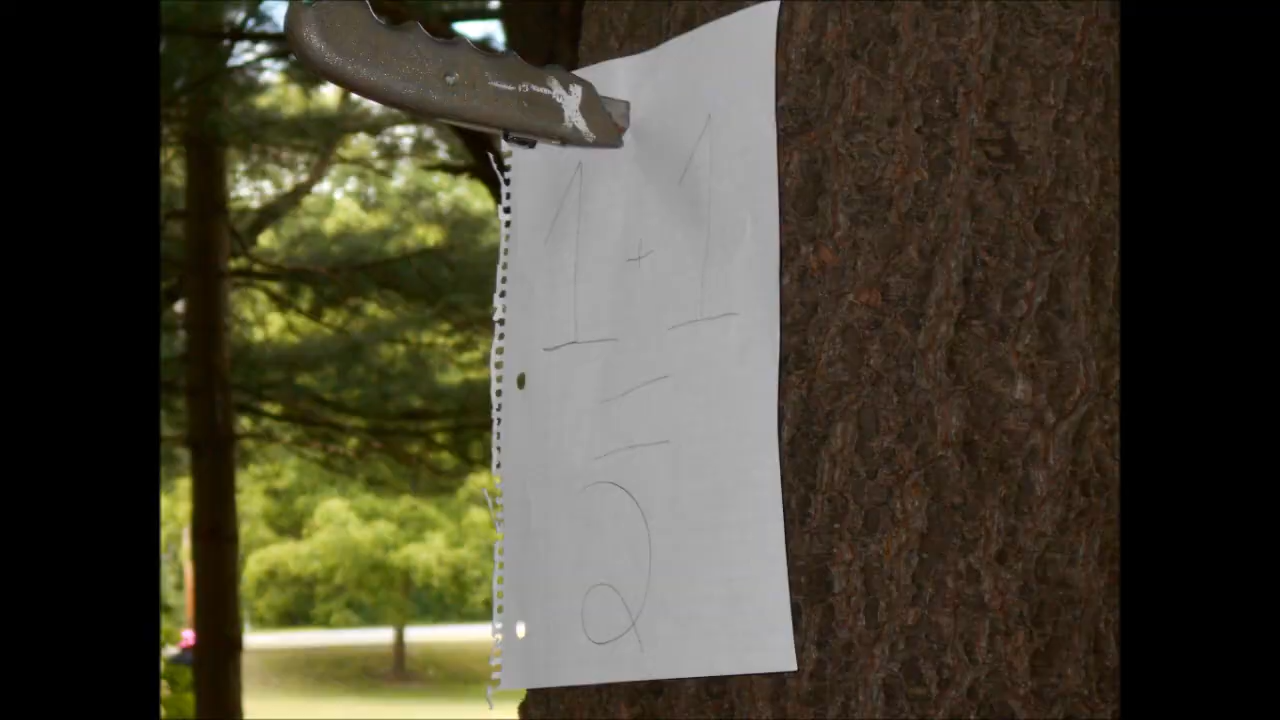 1 + 1
=
2